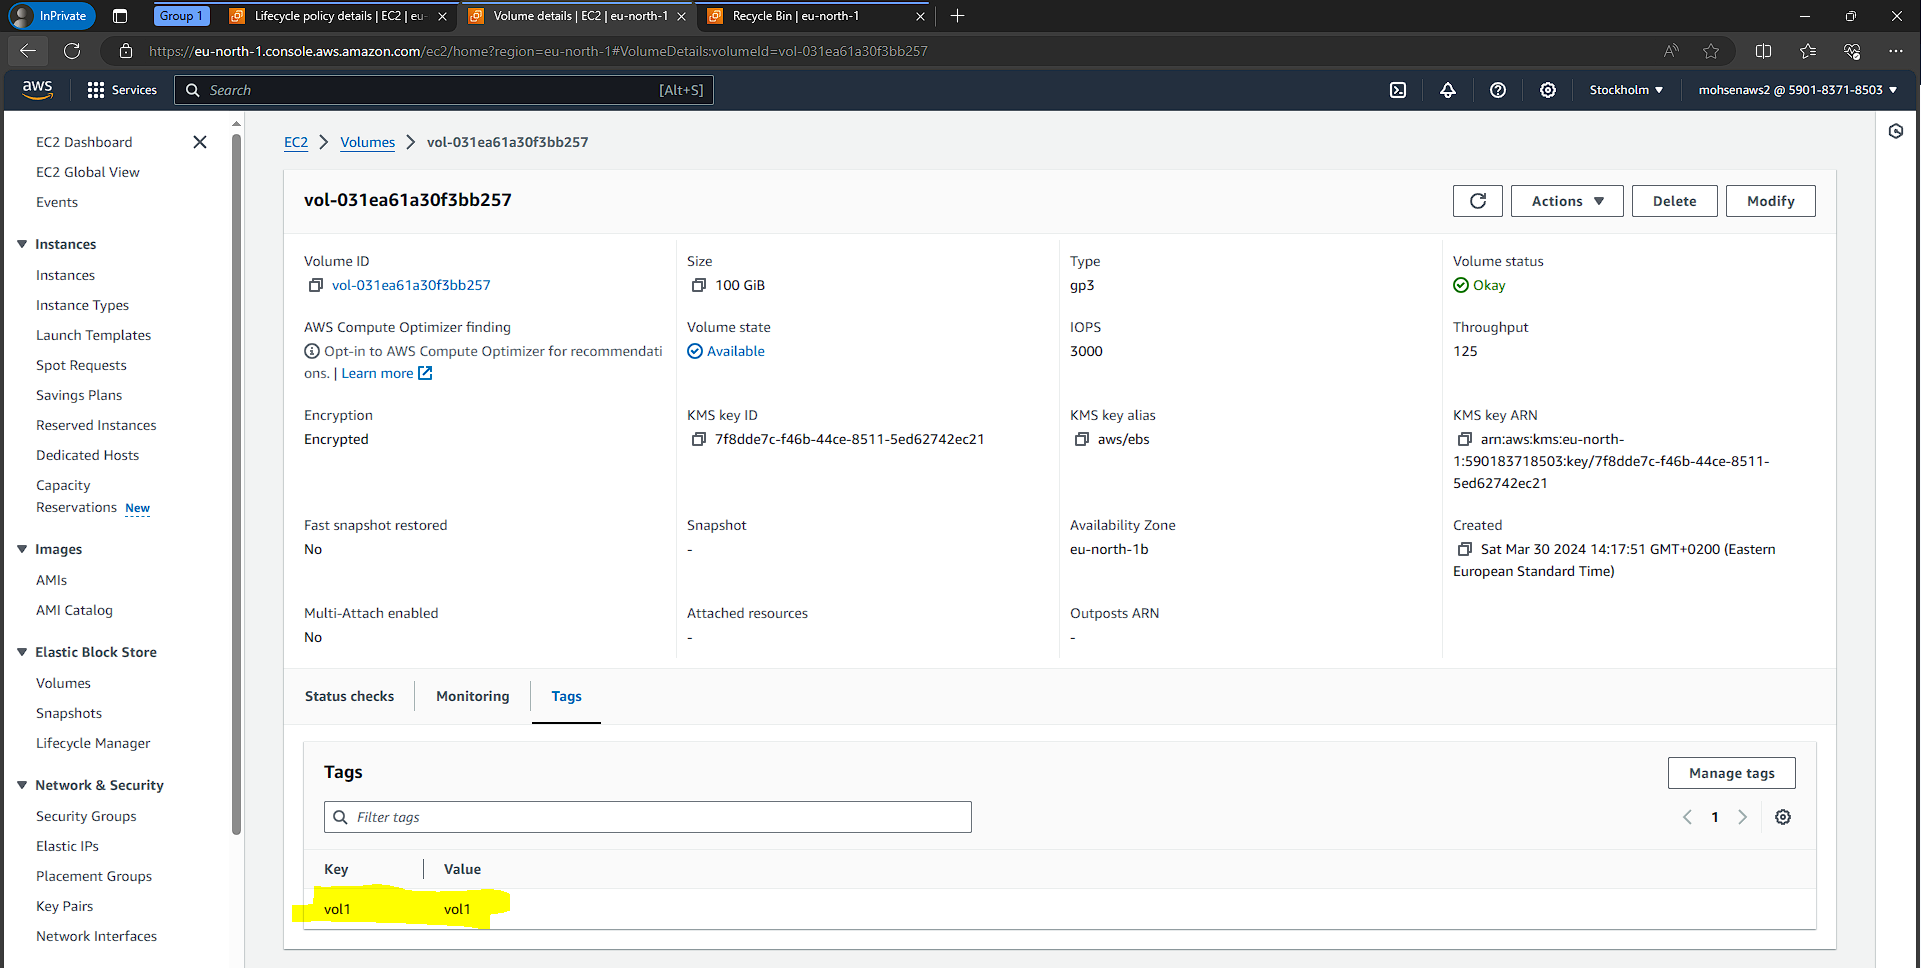 InPrivate
Group 1
Lifecycle policy details | EC2 | eu-
Volume details | EC2 | eu-north-1
Recycle Bin | eu-north-1
https://eu-north-1.console.aws.amazon.com/ec2/home?region=eu-north-1#VolumeDetails:volumeId=vol-031ea61a30f3bb257
aws
Services
Search
[Alt+S]
Stockholm
mohsenaws2 @ 5901-8371-8503
EC2 Dashboard
EC2 Global View
Events
Instances
Instances
Instance Types
Launch Templates
Spot Requests
Savings Plans
Reserved Instances
Dedicated Hosts
Capacity
Reservations New
Images
AMIs
AMI Catalog
Elastic Block Store
Volumes
Snapshots
Lifecycle Manager
Network & Security
Security Groups
Elastic IPs
Placement Groups
Key Pairs
Network Interfaces
EC2
Volumes
vol-031ea61a30f3bb257
vol-031ea61a30f3bb257
Actions
Delete
Modify
Volume ID
vol-031ea61a30f3bb257
Size
100 GiB
Type
gp3
Volume status
Okay
AWS Compute Optimizer finding
Opt-in to AWS Compute Optimizer for recommendati
ons. | Learn more
Volume state
Available
IOPS
3000
Throughput
125
Encryption
Encrypted
KMS key ID
7f8dde7c-f46b-44ce-8511-5ed62742ec21
KMS key alias
aws/ebs
KMS key ARN
arn:aws:kms:eu-north-
1:590183718503:key/7f8dde7c-f46b-44ce-8511-
5ed62742ec21
Fast snapshot restored
No
Snapshot
-
Availability Zone
eu-north-1b
Created
Sat Mar 30 2024 14:17:51 GMT+0200 (Eastern
European Standard Time)
Multi-Attach enabled
No
Attached resources
-
Outposts ARN
-
Status checks
Monitoring
Tags
Tags
Manage tags
Filter tags
1
Key
Value
vol1
vol1